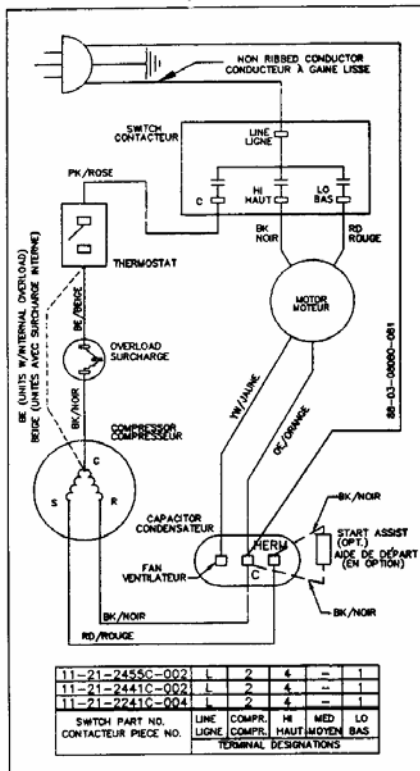 NON RIBBED CONDUCTOR
CONDUCTEUR À GAINE LISSE
SWITCH
CONTACTEUR
LINE
LIGNE
PK/ROSE
C
HI
HAUT
LO
BAS
BK
NOIR
RD
ROUGE
THERMOSTAT
MOTOR
MOTEUR
BE (UNITS W/INTERNAL OVERLOAD)
BEIGE (UNITÉS AVEC SURCHARGE INTERNE)
BE/BEIGE
OVERLOAD
SURCHARGE
BK/NOIR
YW/JAUNE
OE/ORANGE
88-03-08060-081
COMPRESSOR
COMPRESSEUR
C
S
R
CAPACITOR
CONDENSATEUR
BK/NOIR
HERM
START ASSIST
(OPT.)
AIDE DE DÉPART
(EN OPTION)
FAN
VENTILATEUR
C
BK/NOIR
BK/NOIR
RD/ROUGE
11-21-2455C-002 L 2 4 - 1
11-21-2441C-002 L 2 4 - 1
11-21-2241C-004 L 2 4 - 1
SWITCH PART NO. LINE COMPR. HI MED LO
CONTACTEUR PIECE NO. LIGNE COMPR. HAUT MOYEN BAS
TERMINAL DESIGNATIONS